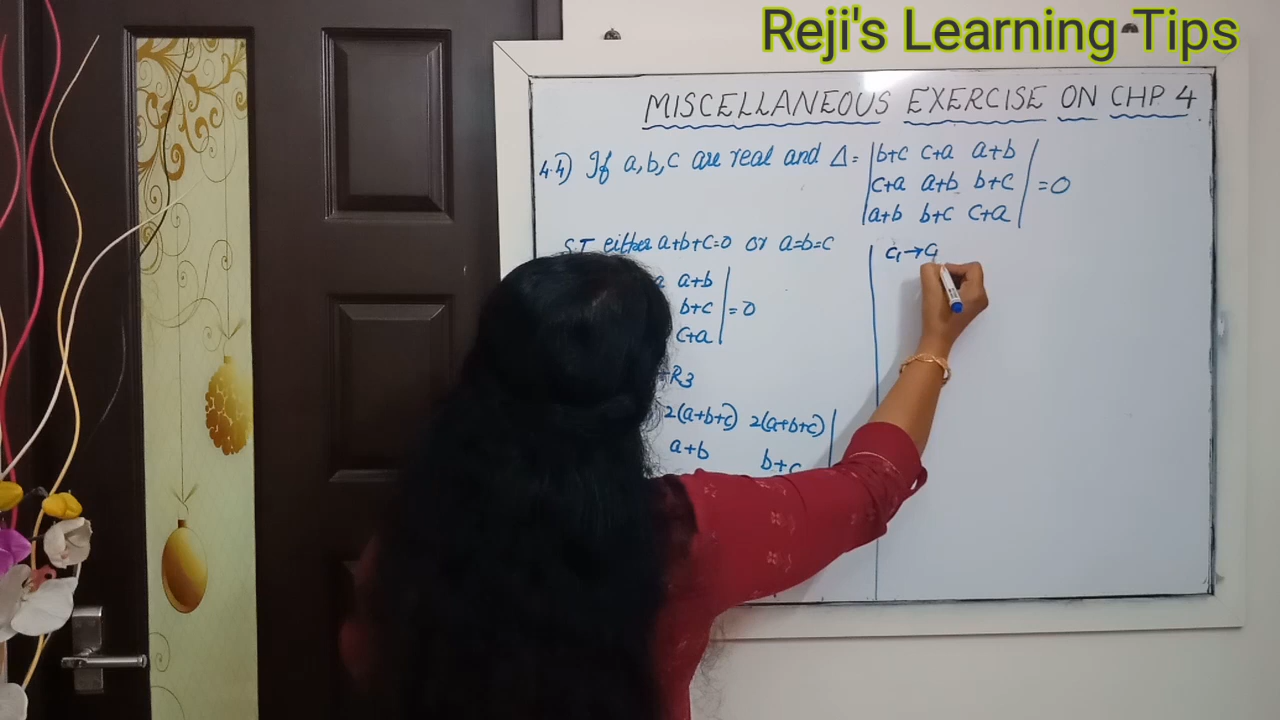 Reji's Learning Tips
MISCELLANEOUS EXERCISE ON CHP 4
4.4) If a,b,c are real and Δ= |b+c c+a a+b|
|c+a a+b b+c| =0
|a+b b+c c+a|
S.T either a+b+c=0 or a=b=c
a a+b|
b+c| =0
c+a|
R3
2(a+b+c) 2(a+b+c)|
a+b b+c|
C₁→C₁